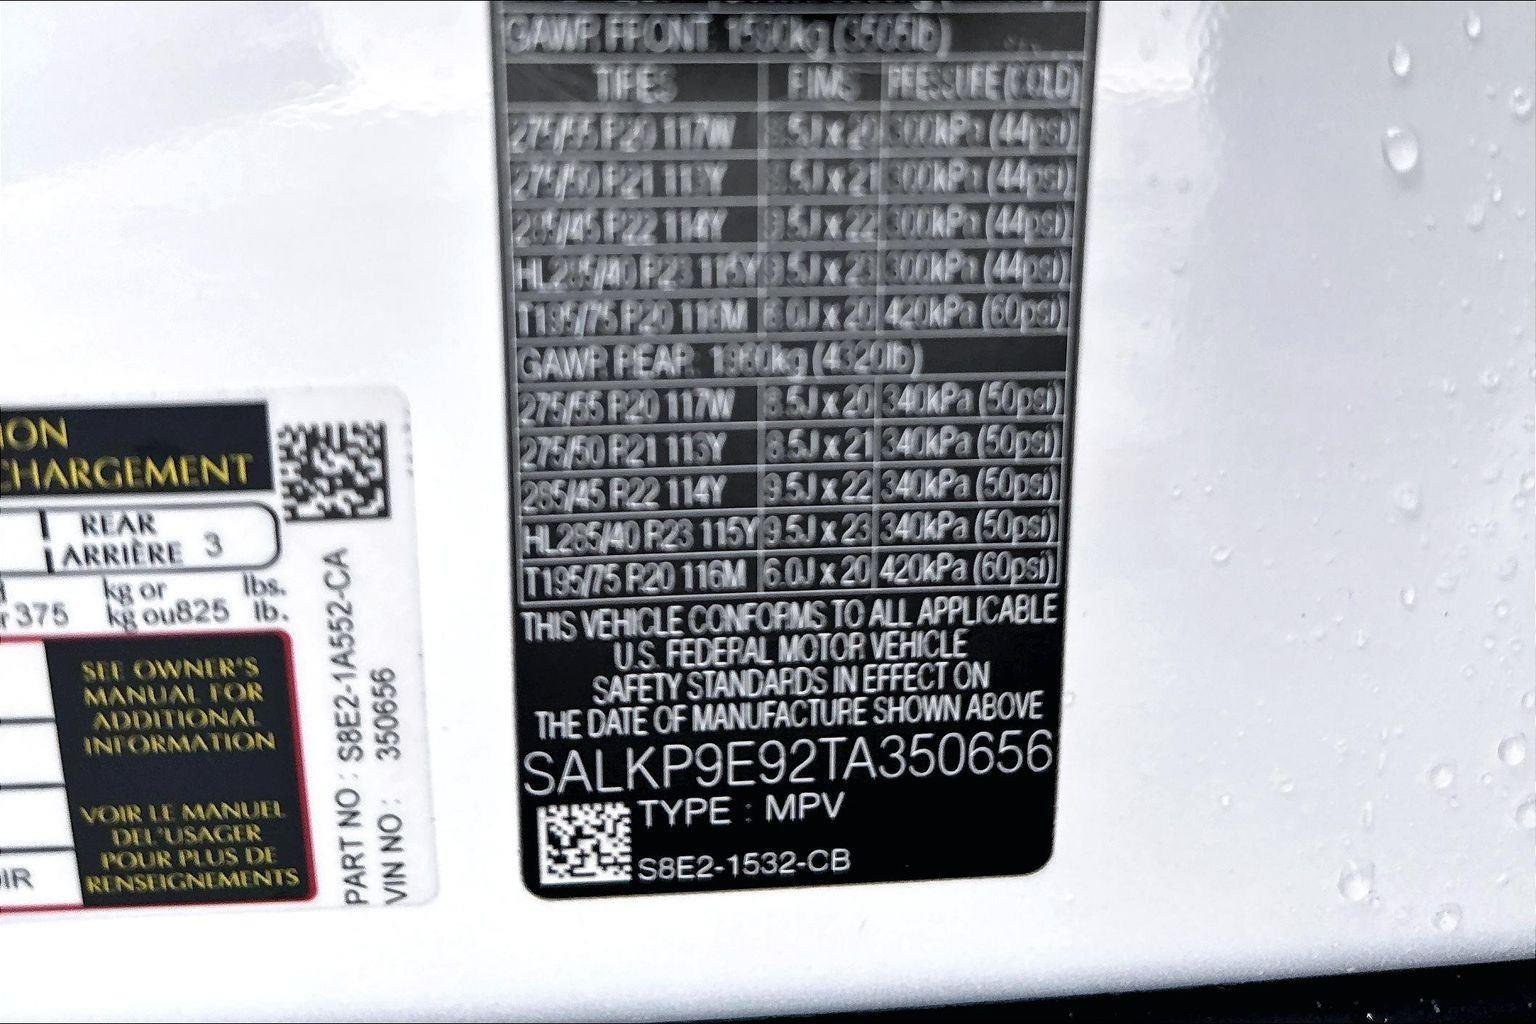 GAWR FRONT 1590kg (3505lb)
TIRES RIMS PRESSURE(COLD)
275/55 R20 117W 8.5J x 20 300kPa (44psi)
275/50 R21 113Y 8.5J x 21 300kPa (44psi)
285/45 R22 114Y 9.5J x 22 300kPa (44psi)
HL285/40 R23 115Y 9.5J x 23 300kPa (44psi)
T195/75 R20 116M 6.0J x 20 420kPa (60psi)
GAWR REAR (4320lb)
275/55 R20 117W 8.5J x 20 340kPa (50psi)
275/50 R21 113Y 8.5J x 21 340kPa (50psi)
285/45 R22 114Y 9.5J x 22 340kPa (50psi)
HL285/40 R23 115Y 9.5J x 23 340kPa (50psi)
T195/75 R20 116M 6.0J x 20 420kPa (60psi)
THIS VEHICLE CONFORMS TO ALL APPLICABLE
U.S. FEDERAL MOTOR VEHICLE
SAFETY STANDARDS IN EFFECT ON
THE DATE OF MANUFACTURE SHOWN ABOVE
SALKP9E92TA350656
TYPE : MPV
S8E2-1532-CB
ION
CHARGEMENT
REAR
ARRIÈRE 3
kg or lbs.
r 375 kg ou825 lb.
SEE OWNER'S
MANUAL FOR
ADDITIONAL
INFORMATION
VOIR LE MANUEL
DEL'USAGER
POUR PLUS DE
RENSEIGNEMENTS
IR
PART NO : S8E2-1A552-CA
VIN NO : 350656